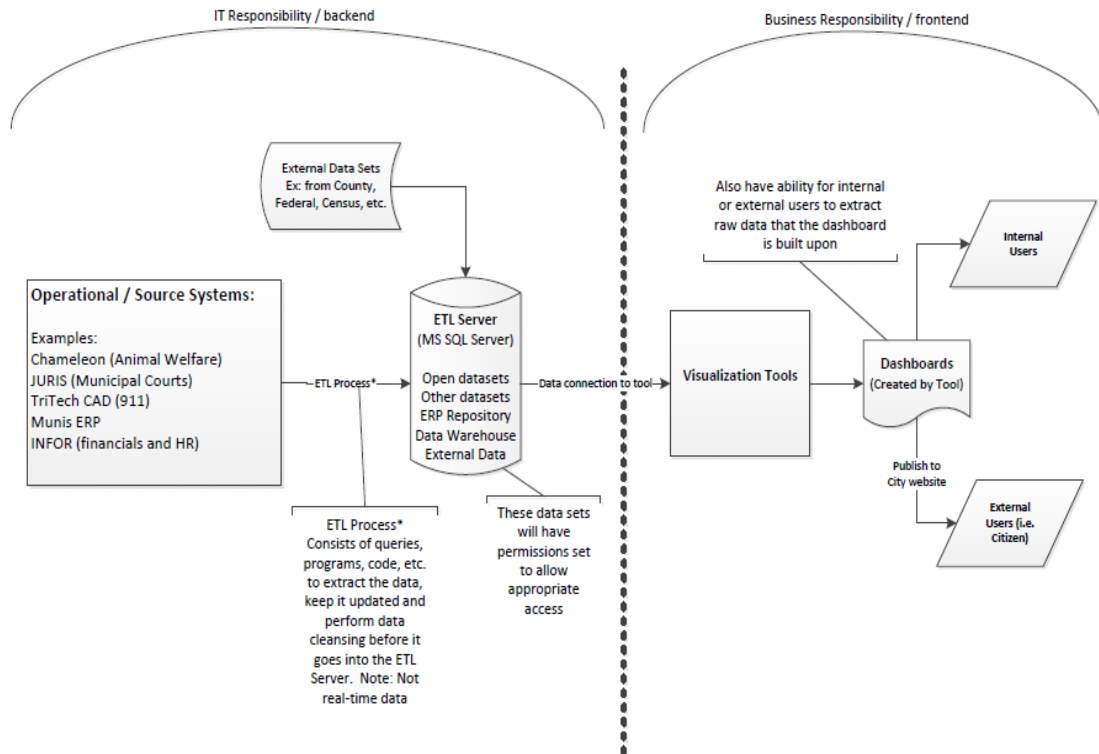 IT Responsibility / backend
Business Responsibility / frontend
External Data Sets
Ex: from County,
Federal, Census, etc.
Also have ability for internal
or external users to extract
raw data that the dashboard
is built upon
Internal
Users
Operational / Source Systems:
Examples:
Chameleon (Animal Welfare)
JURIS (Municipal Courts)
TriTech CAD (911)
Munis ERP
INFOR (financials and HR)
ETL Process*
ETL Server
(MS SQL Server)
Open datasets
Other datasets
ERP Repository
Data Warehouse
External Data
Data connection to tool
Visualization Tools
Dashboards
(Created by Tool)
Publish to
City website
External
Users (i.e.
Citizen)
ETL Process*
Consists of queries,
programs, code, etc.
to extract the data,
keep it updated and
perform data
cleansing before it
goes into the ETL
Server.  Note: Not
real-time data
These data sets
will have
permissions set
to allow
appropriate
access